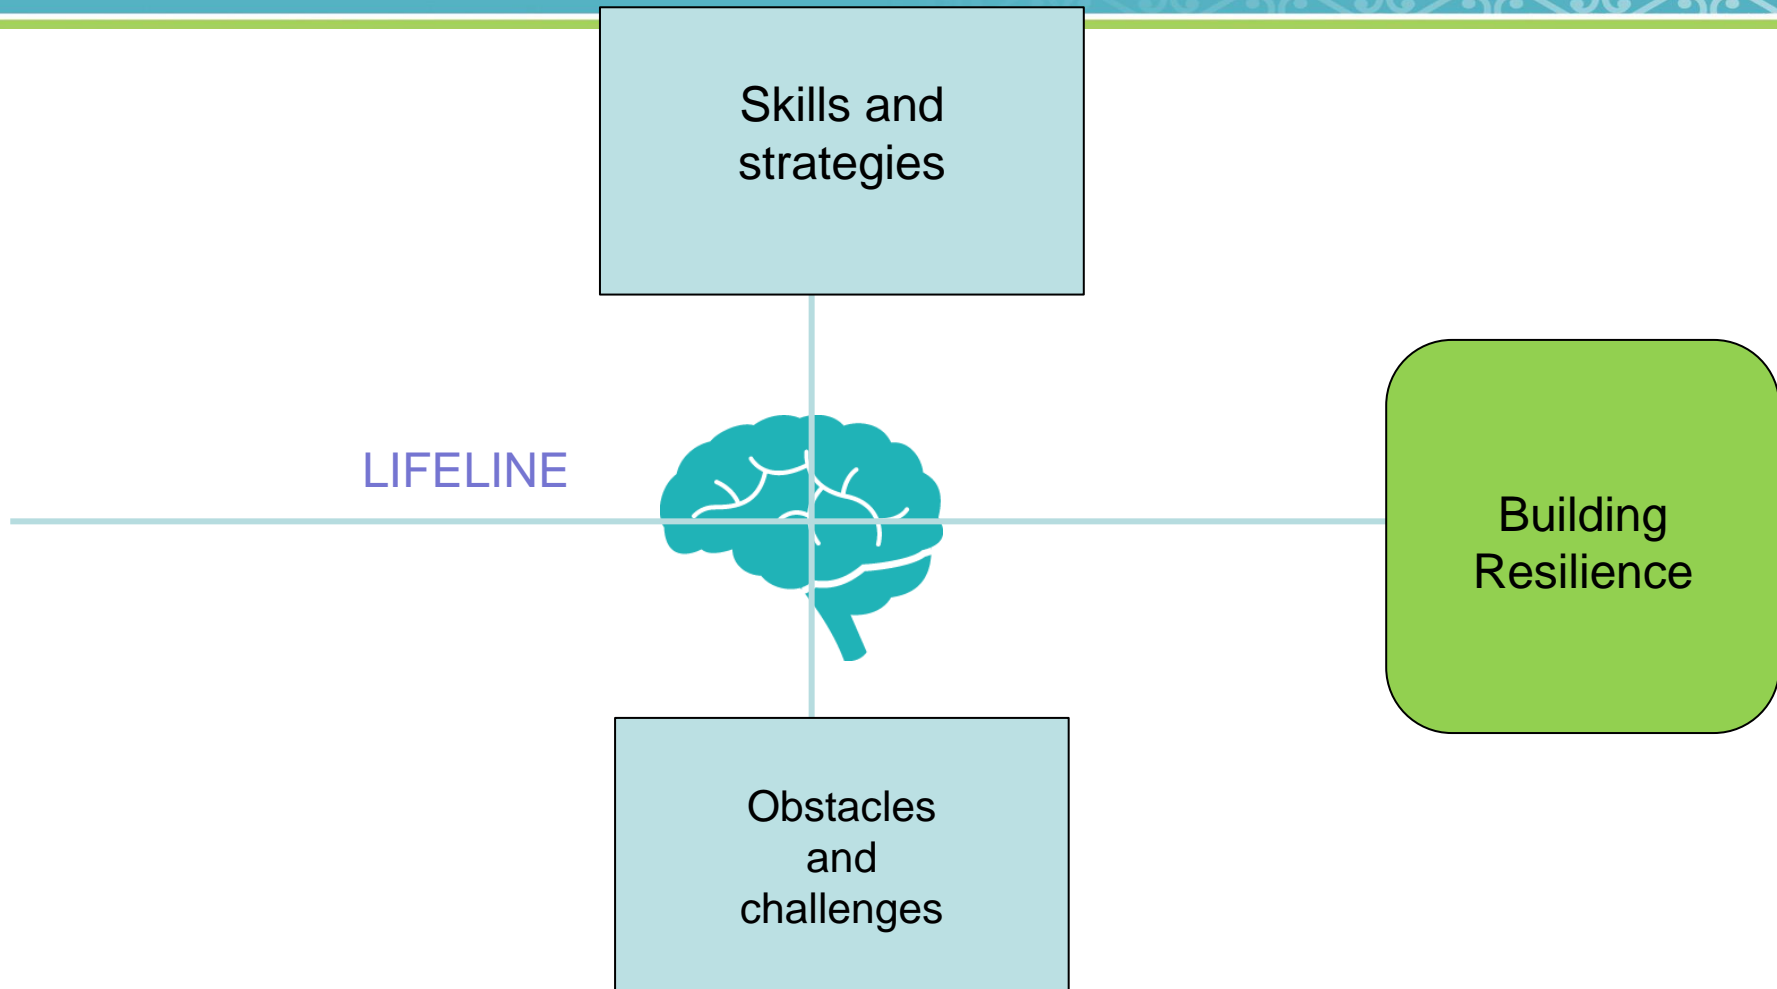 Skills and
strategies
LIFELINE
Building
Resilience
Obstacles
and
challenges